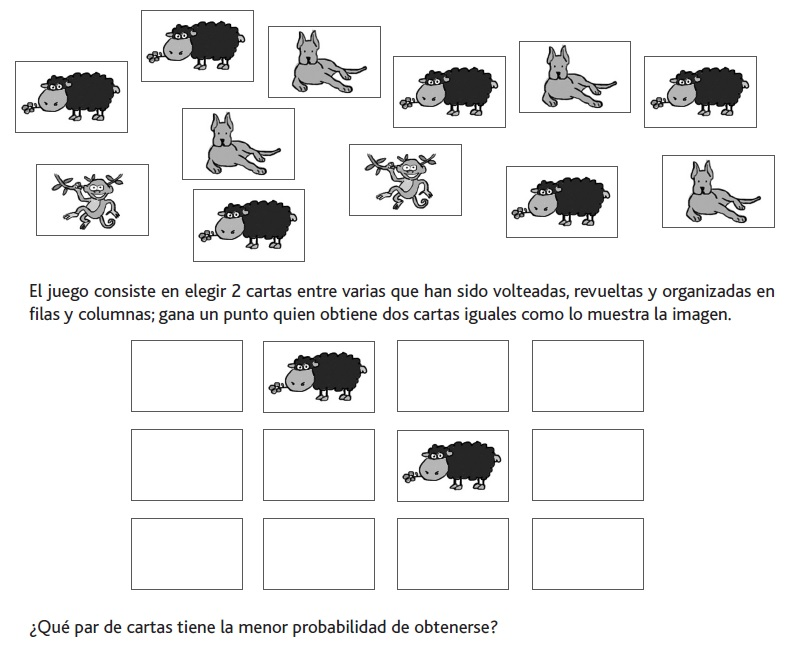 El juego consiste en elegir 2 cartas entre varias que han sido volteadas, revueltas y organizadas en
filas y columnas; gana un punto quien obtiene dos cartas iguales como lo muestra la imagen.
¿Qué par de cartas tiene la menor probabilidad de obtenerse?